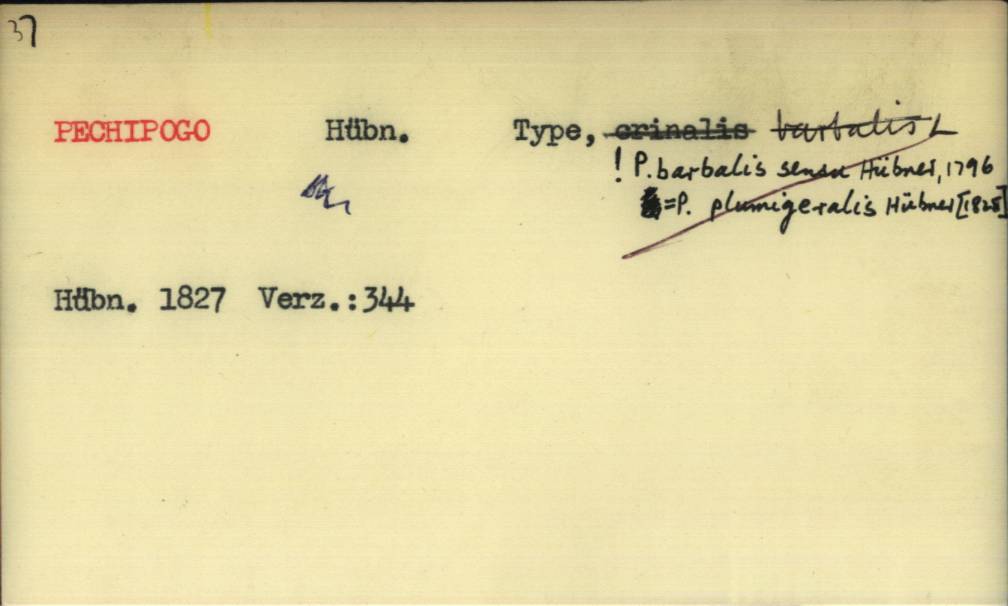 37
PECHIPOGO Hübn. Type, crinalis barbalis L
! P. barbalis sensu Hübner, 1796
=P. plumigeralis Hübner [1825]
Hübn. 1827 Verz.:344